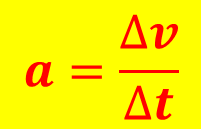 a = Δv / Δt